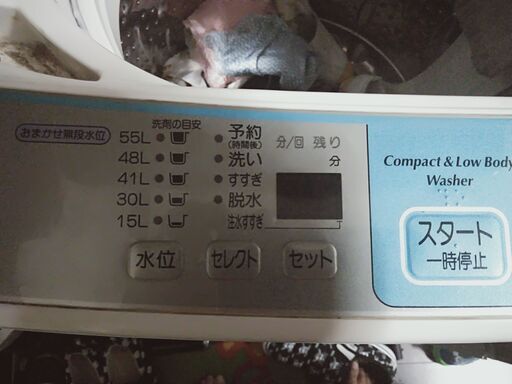 洗剤の目安
おまかせ無段水位
55L
48L
41L
30L
15L
予約
(時間後)
洗い
すすぎ
脱水
注水すすぎ
分/回 残り
分
水位
セレクト
セット
Compact & Low Body
Washer
スタート
一時停止